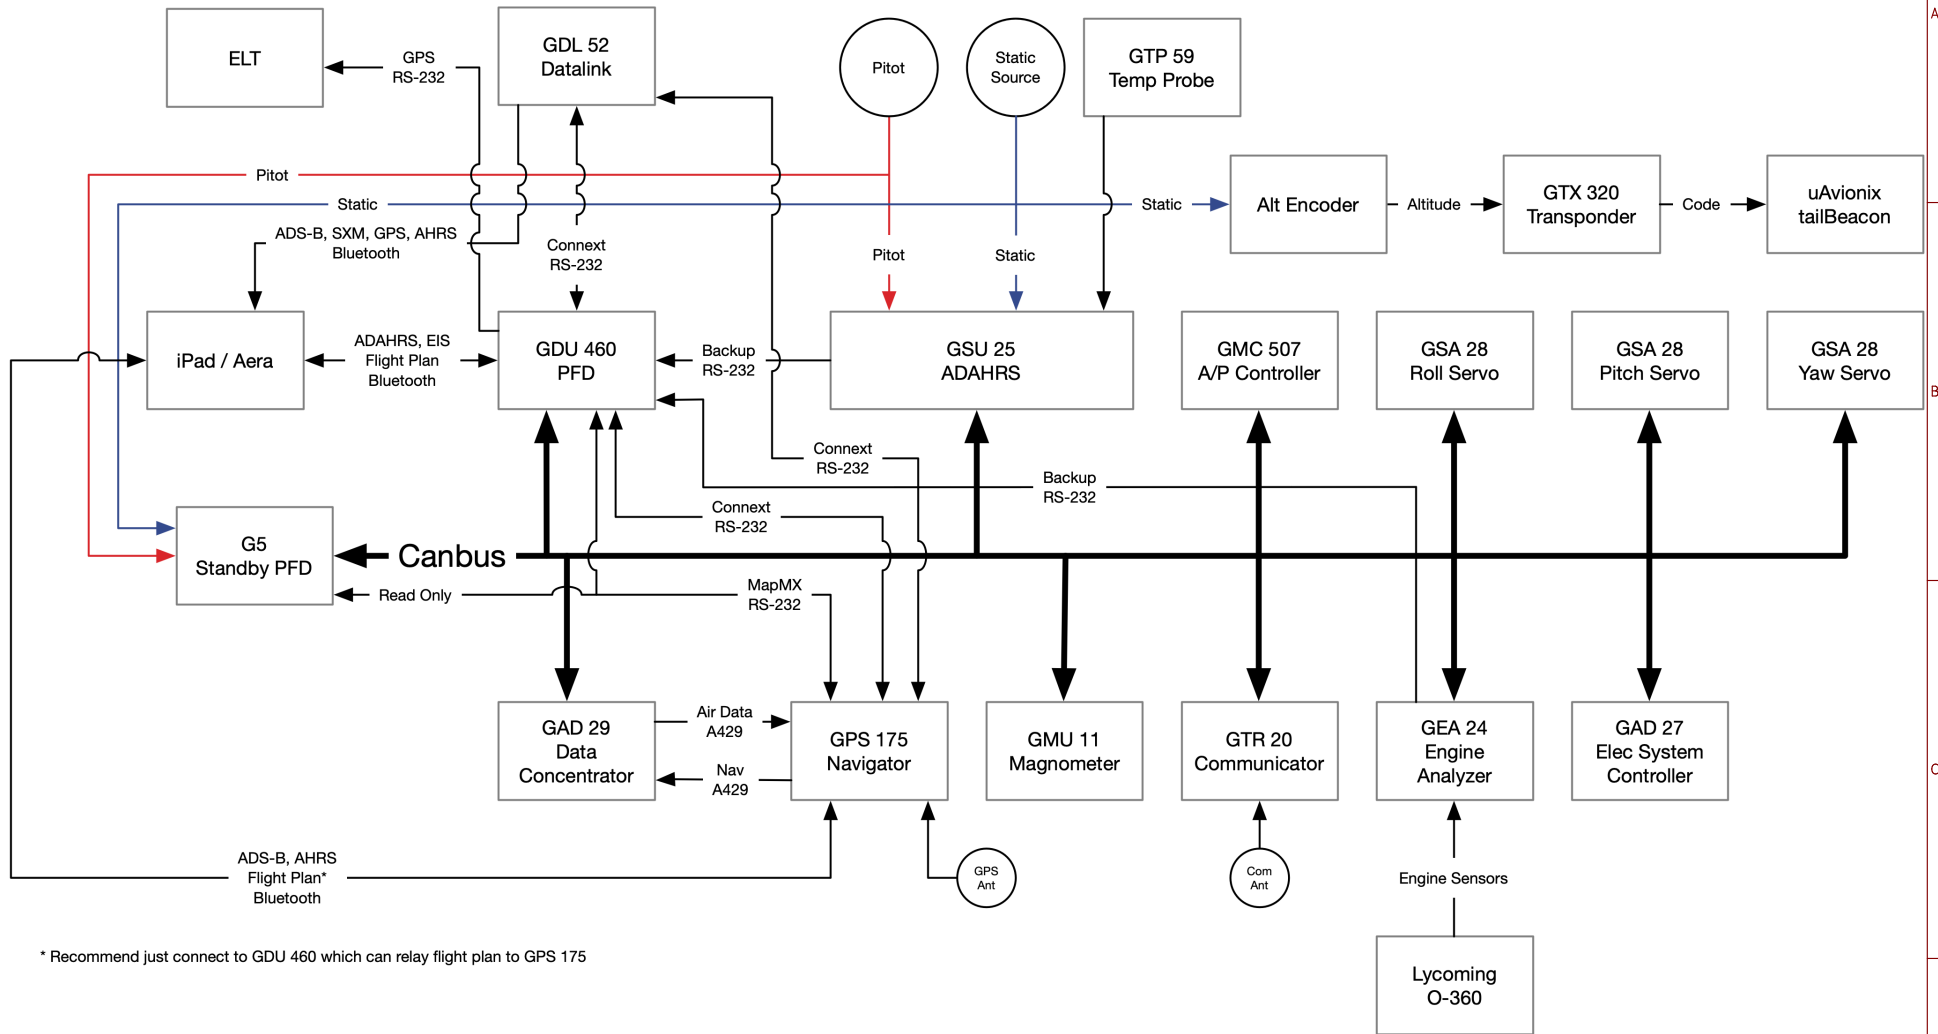 ELT
GPS
RS-232
GDL 52
Datalink
Pitot
Static
Source
GTP 59
Temp Probe
A
Pitot
Static
Static
Alt Encoder
Altitude
GTX 320
Transponder
Code
uAvionix
tailBeacon
ADS-B, SXM, GPS, AHRS
Bluetooth
Connext
RS-232
Pitot
Static
iPad / Aera
ADAHRS, EIS
Flight Plan
Bluetooth
GDU 460
PFD
Backup
RS-232
GSU 25
ADAHRS
GMC 507
A/P Controller
GSA 28
Roll Servo
GSA 28
Pitch Servo
GSA 28
Yaw Servo
B
Connext
RS-232
Backup
RS-232
Connext
RS-232
G5
Standby PFD
Canbus
Read Only
MapMX
RS-232
GAD 29
Data
Concentrator
Air Data
A429
Nav
A429
GPS 175
Navigator
GMU 11
Magnometer
GTR 20
Communicator
GEA 24
Engine
Analyzer
GAD 27
Elec System
Controller
C
ADS-B, AHRS
Flight Plan*
Bluetooth
GPS
Ant
Com
Ant
Engine Sensors
* Recommend just connect to GDU 460 which can relay flight plan to GPS 175
Lycoming
O-360